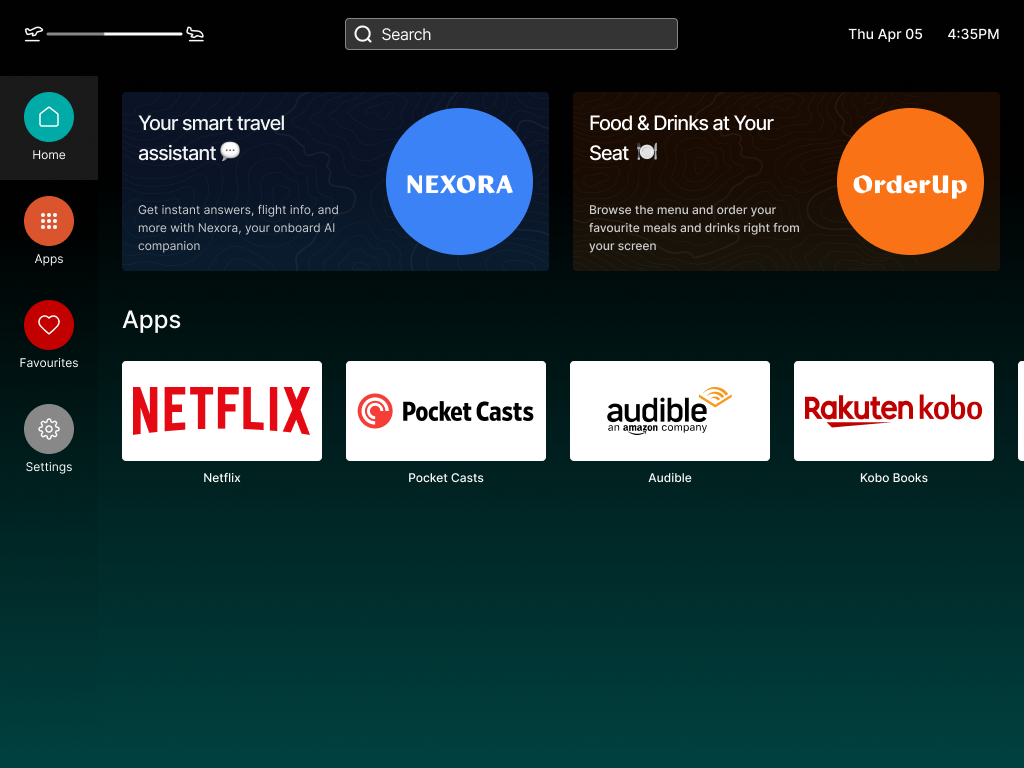 Search
Thu Apr 05
4:35PM
Home
Apps
Favourites
Settings
Your smart travel
assistant 💬
Get instant answers, flight info, and
more with Nexora, your onboard AI
companion
NEXORA
Food & Drinks at Your
Seat 🍽️
Browse the menu and order your
favourite meals and drinks right from
your screen
OrderUp
Apps
NETFLIX
Netflix
Pocket Casts
Pocket Casts
audible
an amazon company
Audible
Rakuten kobo
Kobo Books